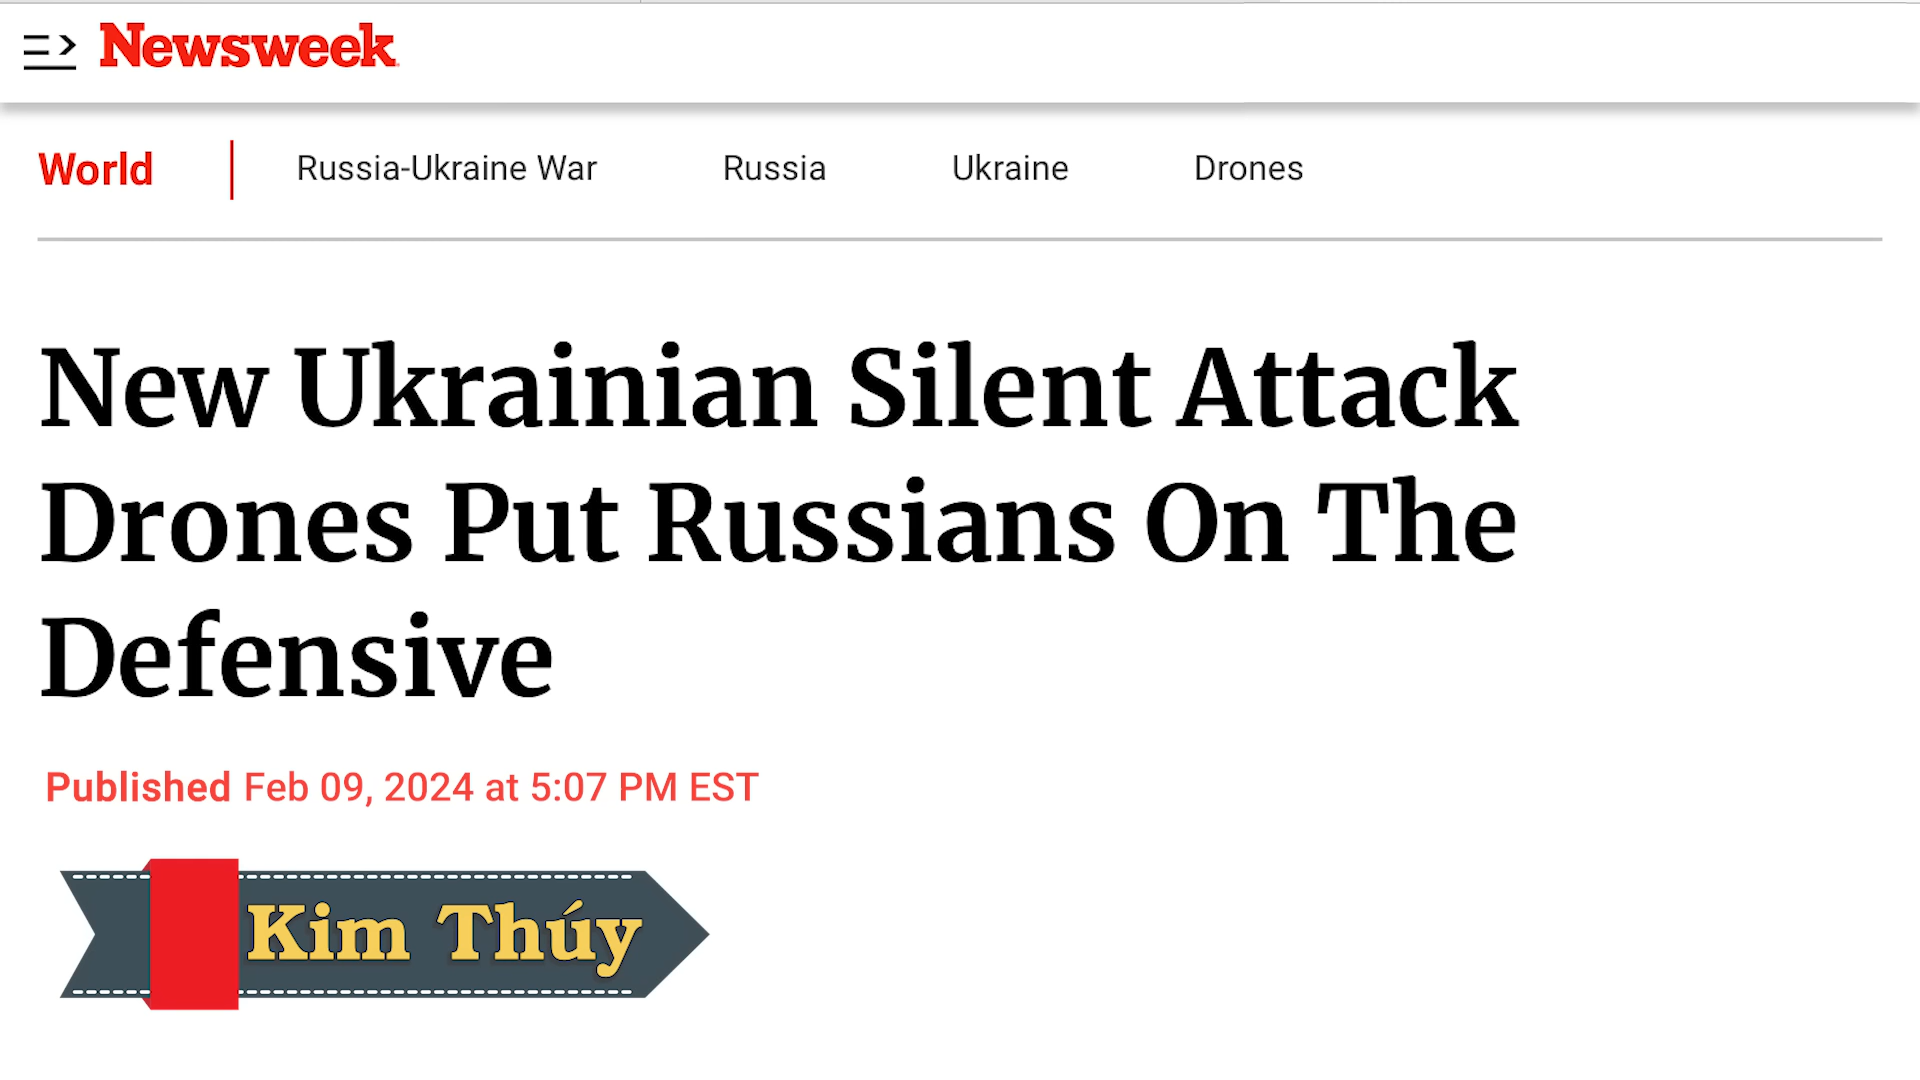 Newsweek
World Russia-Ukraine War Russia Ukraine Drones
New Ukrainian Silent Attack
Drones Put Russians On The
Defensive
Published Feb 09, 2024 at 5:07 PM EST
Kim Thúy